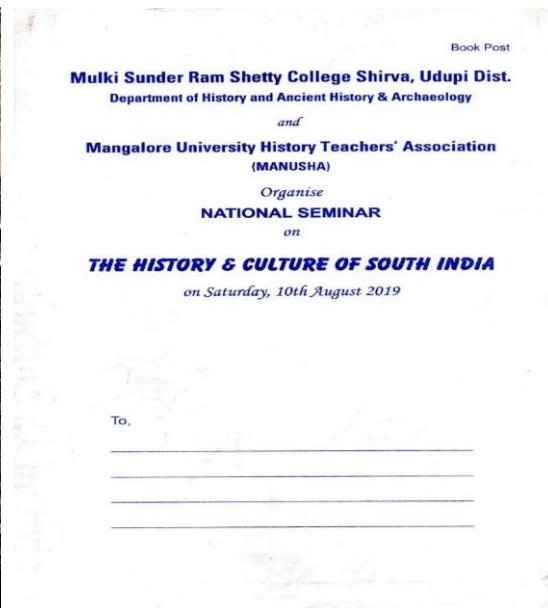 Book Post
Mulki Sunder Ram Shetty College Shirva, Udupi Dist.
Department of History and Ancient History & Archaeology
and
Mangalore University History Teachers' Association
(MANUSHA)
Organise
NATIONAL SEMINAR
on
THE HISTORY & CULTURE OF SOUTH INDIA
on Saturday, 10th August 2019
To,